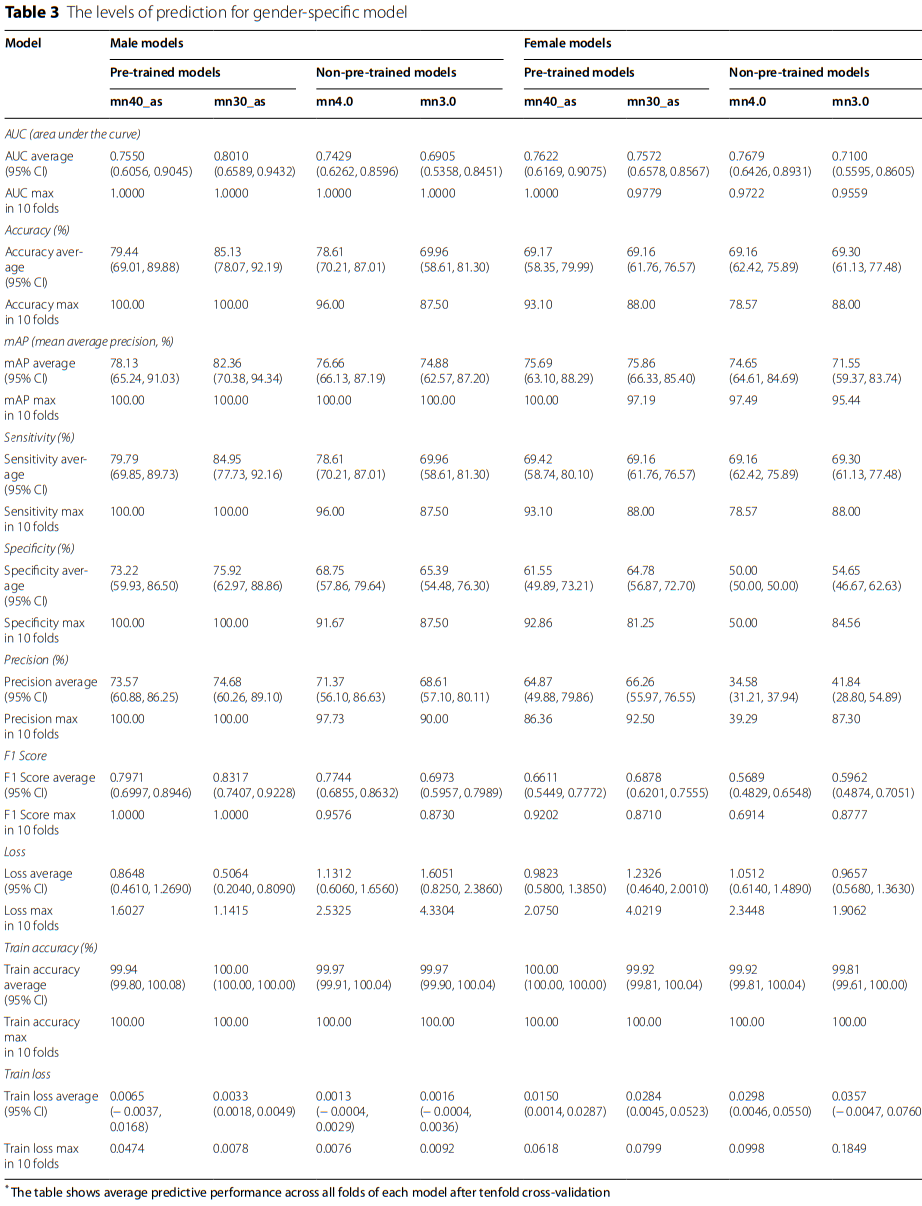 Table 3 The levels of prediction for gender-specific model
Model Male models Female models
Pre-trained models Non-pre-trained models Pre-trained models Non-pre-trained models
mn40_as mn30_as mn4.0 mn3.0 mn40_as mn30_as mn4.0 mn3.0
AUC (area under the curve)
AUC average 0.7550 0.8010 0.7429 0.6905 0.7622 0.7572 0.7679 0.7100
(95% CI) (0.6056, 0.9045) (0.6589, 0.9432) (0.6262, 0.8596) (0.5358, 0.8451) (0.6169, 0.9075) (0.6578, 0.8567) (0.6426, 0.8931) (0.5595, 0.8605)
AUC max 1.0000 1.0000 1.0000 1.0000 1.0000 0.9779 0.9722 0.9559
in 10 folds
Accuracy (%)
Accuracy aver- 79.44 85.13 78.61 69.96 69.17 69.16 69.16 69.30
age (69.01, 89.88) (78.07, 92.19) (70.21, 87.01) (58.61, 81.30) (58.35, 79.99) (61.76, 76.57) (62.42, 75.89) (61.13, 77.48)
(95% CI)
Accuracy max 100.00 100.00 96.00 87.50 93.10 88.00 78.57 88.00
in 10 folds
mAP (mean average precision, %)
mAP average 78.13 82.36 76.66 74.88 75.69 75.86 74.65 71.55
(95% CI) (65.24, 91.03) (70.38, 94.34) (66.13, 87.19) (62.57, 87.20) (63.10, 88.29) (66.33, 85.40) (64.61, 84.69) (59.37, 83.74)
mAP max 100.00 100.00 100.00 100.00 100.00 97.19 97.49 95.44
in 10 folds
Sensitivity (%)
Sensitivity aver- 79.79 84.95 78.61 69.96 69.42 69.16 69.16 69.30
age (69.85, 89.73) (77.73, 92.16) (70.21, 87.01) (58.61, 81.30) (58.74, 80.10) (61.76, 76.57) (62.42, 75.89) (61.13, 77.48)
(95% CI)
Sensitivity max 100.00 100.00 96.00 87.50 93.10 88.00 78.57 88.00
in 10 folds
Specificity (%)
Specificity aver- 73.22 75.92 68.75 65.39 61.55 64.78 50.00 54.65
age (59.93, 86.50) (62.97, 88.86) (57.86, 79.64) (54.48, 76.30) (49.89, 73.21) (56.87, 72.70) (50.00, 50.00) (46.67, 62.63)
(95% CI)
Specificity max 100.00 100.00 91.67 87.50 92.86 81.25 50.00 84.56
in 10 folds
Precision (%)
Precision average 73.57 74.68 71.37 68.61 64.87 66.26 34.58 41.84
(95% CI) (60.88, 86.25) (60.26, 89.10) (56.10, 86.63) (57.10, 80.11) (49.88, 79.86) (55.97, 76.55) (31.21, 37.94) (28.80, 54.89)
Precision max 100.00 100.00 97.73 90.00 86.36 92.50 39.29 87.30
in 10 folds
F1 Score
F1 Score average 0.7971 0.8317 0.7744 0.6973 0.6611 0.6878 0.5689 0.5962
(95% CI) (0.6997, 0.8946) (0.7407, 0.9228) (0.6855, 0.8632) (0.5957, 0.7989) (0.5449, 0.7772) (0.6201, 0.7555) (0.4829, 0.6548) (0.4874, 0.7051)
F1 Score max 1.0000 1.0000 0.9576 0.8730 0.9202 0.8710 0.6914 0.8777
in 10 folds
Loss
Loss average 0.8648 0.5064 1.1312 1.6051 0.9823 1.2326 1.0512 0.9657
(95% CI) (0.4610, 1.2690) (0.2040, 0.8090) (0.6060, 1.6560) (0.8250, 2.3860) (0.5800, 1.3850) (0.4640, 2.0010) (0.6140, 1.4890) (0.5680, 1.3630)
Loss max 1.6027 1.1415 2.5325 4.3304 2.0750 4.0219 2.3448 1.9062
in 10 folds
Train accuracy (%)
Train accuracy 99.94 100.00 99.97 99.97 100.00 99.92 99.92 99.81
average (99.80, 100.08) (100.00, 100.00) (99.91, 100.04) (99.90, 100.04) (100.00, 100.00) (99.81, 100.04) (99.81, 100.04) (99.61, 100.00)
(95% CI)
Train accuracy 100.00 100.00 100.00 100.00 100.00 100.00 100.00 100.00
max
in 10 folds
Train loss
Train loss average 0.0065 0.0033 0.0013 0.0016 0.0150 0.0284 0.0298 0.0357
(95% CI) (− 0.0037, (0.0018, 0.0049) (− 0.0004, (− 0.0004, (0.0014, 0.0287) (0.0045, 0.0523) (0.0046, 0.0550) (− 0.0047, 0.0760
0.0168) 0.0029) 0.0036)
Train loss max 0.0474 0.0078 0.0076 0.0092 0.0618 0.0799 0.0998 0.1849
in 10 folds
* The table shows average predictive performance across all folds of each model after tenfold cross-validation